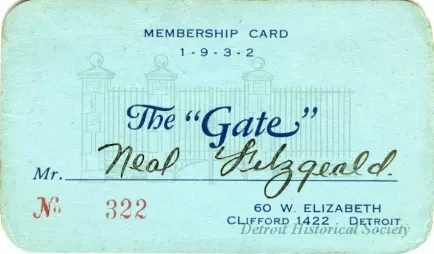 MEMBERSHIP CARD
1-9-3-2
The "Gate"
Mr. Neal Fitzgerald.
No 322
60 W. ELIZABETH
CLIFFORD 1422 DETROIT
Detroit Historical Society